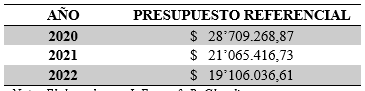 AÑO PRESUPUESTO REFERENCIAL
2020 $ 28’709.268,87
2021 $ 21’065.416,73
2022 $ 19’106.036,61